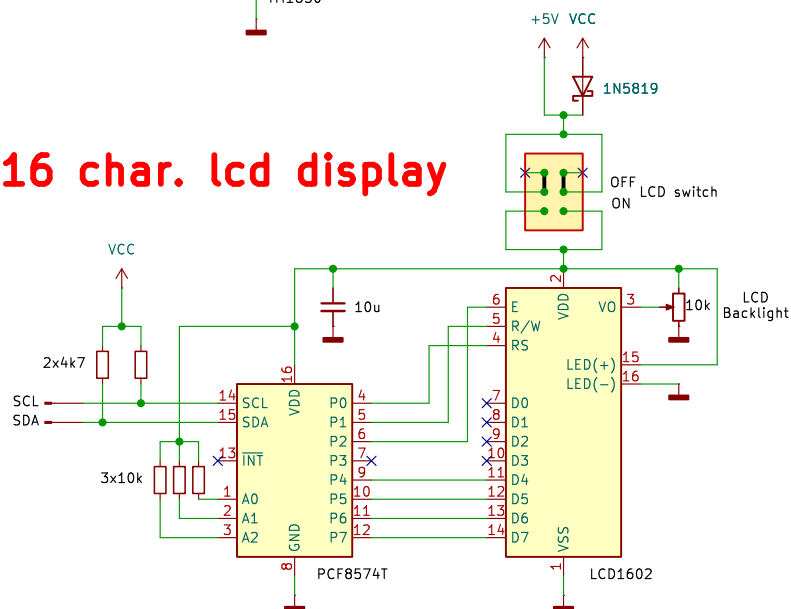 +5V VCC
1N5819
16 char. lcd display
OFF
LCD switch
ON
VCC
2
10u
6 E
VDD
VO 3
10k
LCD
Backlight
5 R/W
4 RS
2x4k7
16
LED(+) 15
LED(-) 16
SCL
14 SCL
VDD
P0 4
7 D0
SDA
15 SDA
P1 5
8 D1
P2 6
9 D2
13 INT
P3 7
10 D3
3x10k
P4 9
11 D4
1 A0
P5 10
12 D5
2 A1
P6 11
13 D6
3 A2
GND
P7 12
14 D7
VSS
8
PCF8574T
1
LCD1602